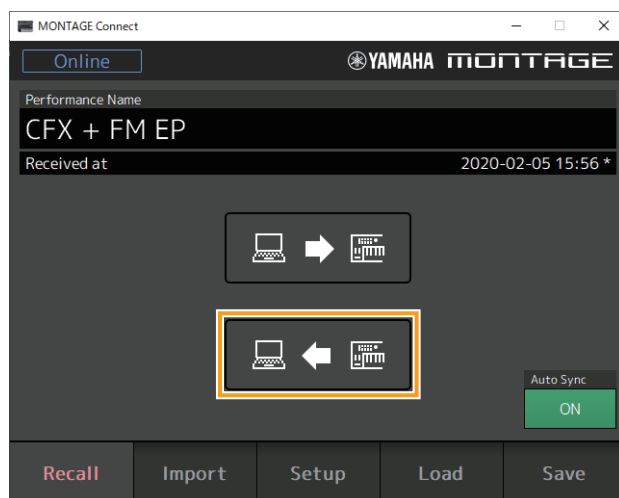 MONTAGE Connect
Online
YAMAHA MONTAGE
Performance Name
CFX + FM EP
Received at 2020-02-05 15:56 *
Auto Sync
ON
Recall Import Setup Load Save